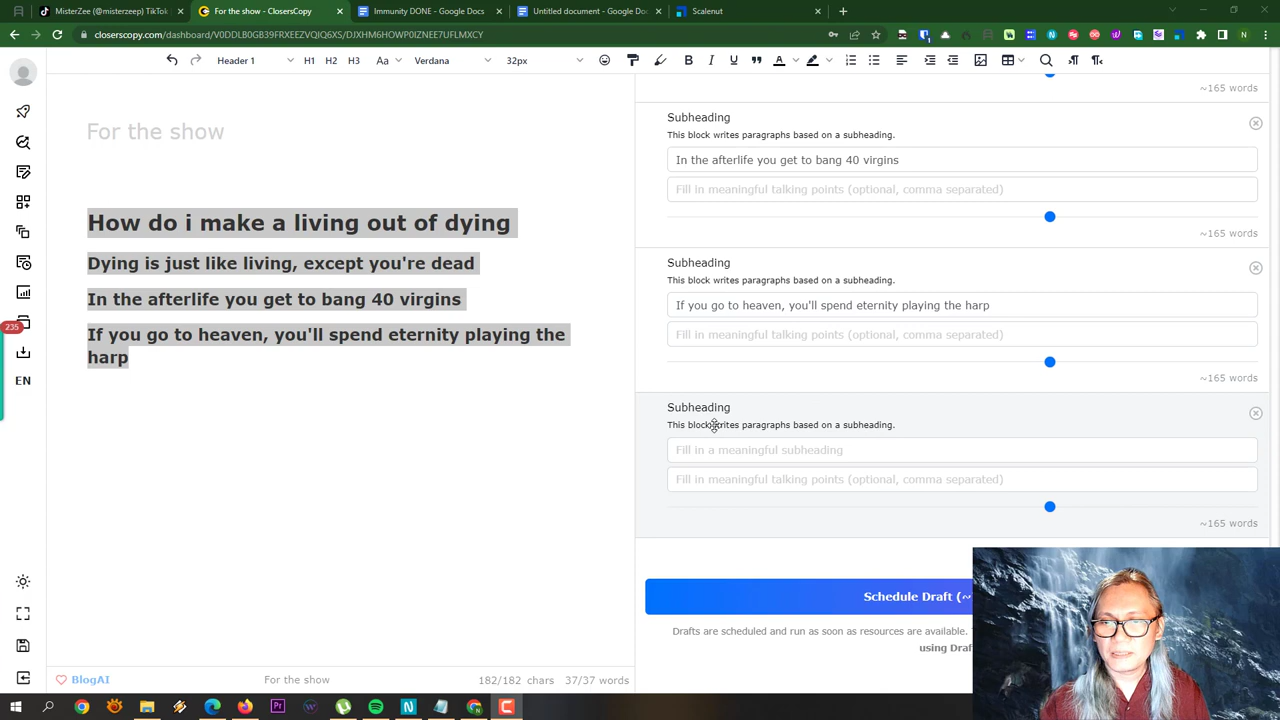 MisterZee (@misterzeep) TikTok
For the show - ClosersCopy
Immunity DONE - Google Docs
Untitled document - Google Doc
Scalenut
closerscopy.com/dashboard/V0DDLB0GB39FRXEEZVQIQ6XS/DJXHM6HOWP0IZNEE7UFLMXCY
Header 1
H1
H2
H3
Aa
Verdana
32px
B
I
U
A
~165 words
For the show
Subheading
This block writes paragraphs based on a subheading.
In the afterlife you get to bang 40 virgins
Fill in meaningful talking points (optional, comma separated)
~165 words
How do i make a living out of dying
Dying is just like living, except you're dead
In the afterlife you get to bang 40 virgins
If you go to heaven, you'll spend eternity playing the
harp
Subheading
This block writes paragraphs based on a subheading.
If you go to heaven, you'll spend eternity playing the harp
Fill in meaningful talking points (optional, comma separated)
~165 words
235
EN
Subheading
This block writes paragraphs based on a subheading.
Fill in a meaningful subheading
Fill in meaningful talking points (optional, comma separated)
~165 words
Schedule Draft (~
Drafts are scheduled and run as soon as resources are available.
using Draf
BlogAI
For the show
182/182 chars
37/37 words